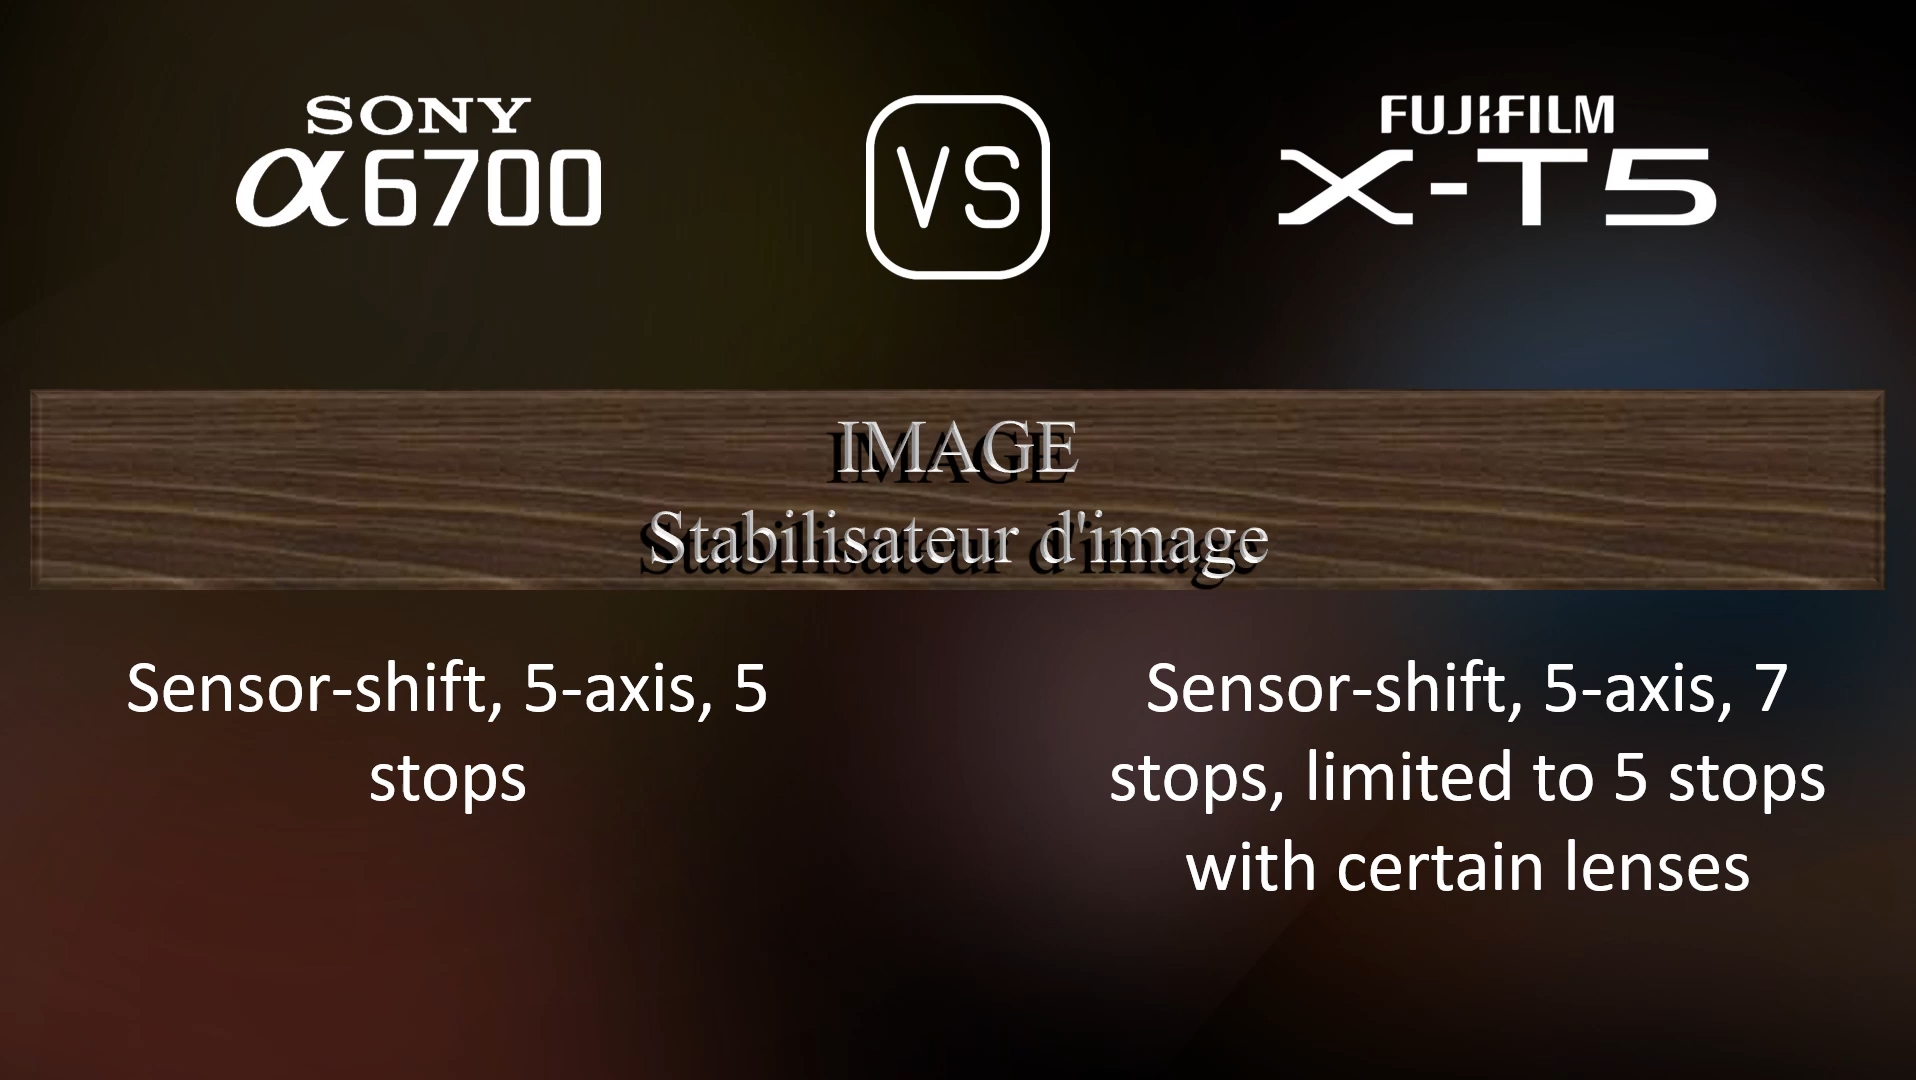 SONY
α6700
VS
FUJIFILM
X-T5
IMAGE
Stabilisateur d'image
Sensor-shift, 5-axis, 5
stops
Sensor-shift, 5-axis, 7
stops, limited to 5 stops
with certain lenses